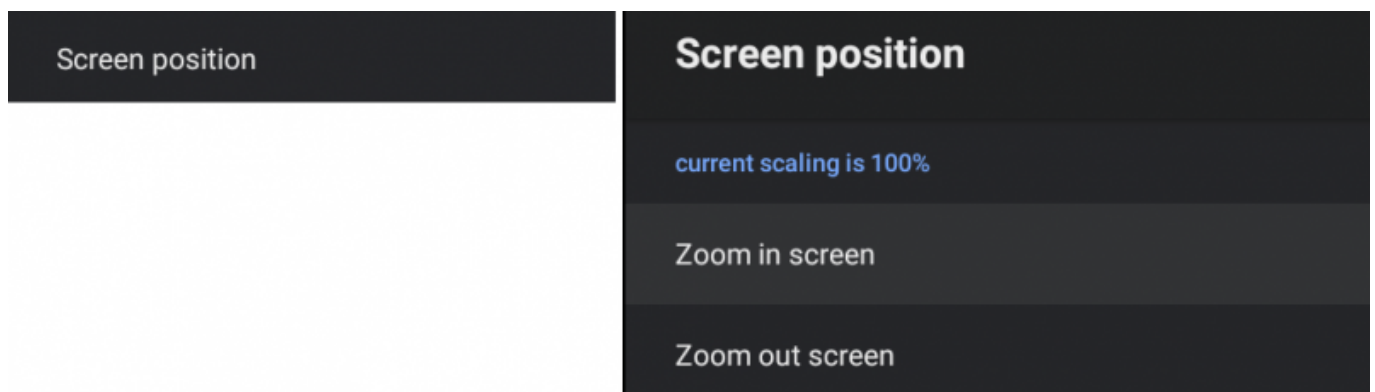 Screen position
Screen position
current scaling is 100%
Zoom in screen
Zoom out screen